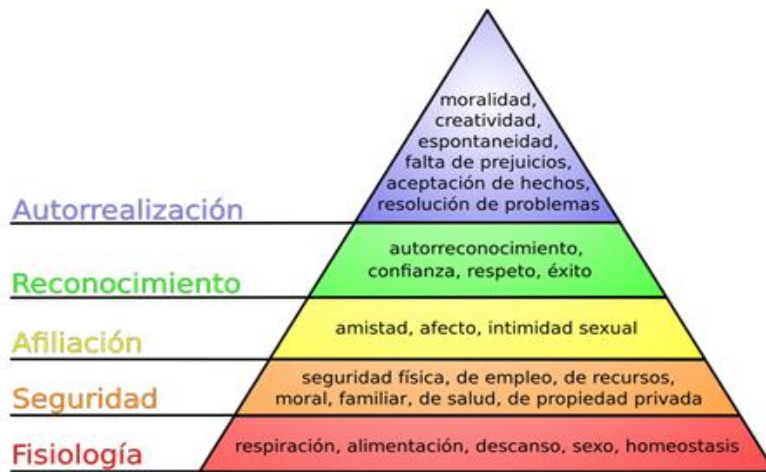 moralidad,
creatividad,
espontaneidad,
falta de prejuicios,
aceptación de hechos,
resolución de problemas
Autorrealización
autorreconocimiento,
confianza, respeto, éxito
Reconocimiento
amistad, afecto, intimidad sexual
Afiliación
seguridad física, de empleo, de recursos,
moral, familiar, de salud, de propiedad privada
Seguridad
respiración, alimentación, descanso, sexo, homeostasis
Fisiología